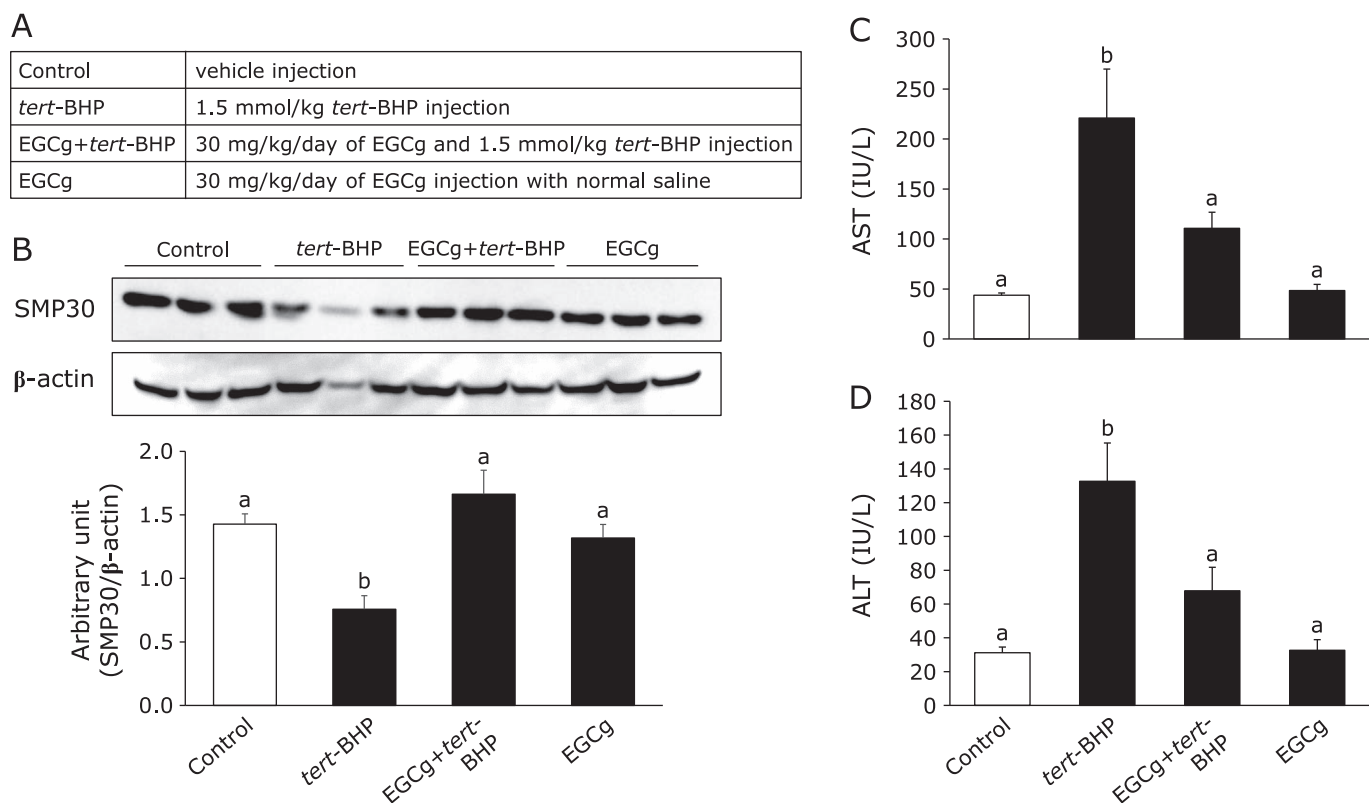 A
Control vehicle injection
tert-BHP 1.5 mmol/kg tert-BHP injection
EGCg+tert-BHP 30 mg/kg/day of EGCg and 1.5 mmol/kg tert-BHP injection
EGCg 30 mg/kg/day of EGCg injection with normal saline
B
Control tert-BHP EGCg+tert-BHP EGCg
SMP30
β-actin
Arbitrary unit
(SMP30/β-actin)
2.0
1.5
1.0
0.5
0.0
a
b
a
a
Control
tert-BHP
EGCg+tert-
BHP
EGCg
C
AST (IU/L)
300
250
200
150
100
50
0
a
b
a
a
D
ALT (IU/L)
180
160
140
120
100
80
60
40
20
0
a
b
a
a
Control
tert-BHP
EGCg+tert-
BHP
EGCg